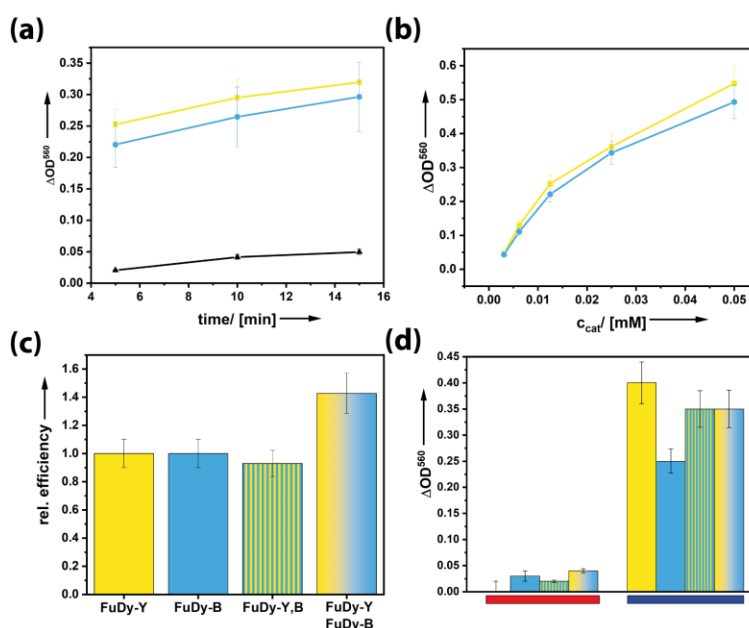 (a)
ΔOD⁵⁶⁰
0.35
0.30
0.25
0.20
0.15
0.10
0.05
0.00
4 6 8 10 12 14 16
time/ [min]
(b)
ΔOD⁵⁶⁰
0.6
0.5
0.4
0.3
0.2
0.1
0.0
0.00 0.01 0.02 0.03 0.04 0.05
c_cat/ [mM]
(c)
rel. efficiency
1.6
1.4
1.2
1.0
0.8
0.6
0.4
0.2
0.0
FuDy-Y FuDy-B FuDy-Y,B FuDy-Y
FuDy-B
(d)
ΔOD⁵⁶⁰
0.45
0.40
0.35
0.30
0.25
0.20
0.15
0.10
0.05
0.00